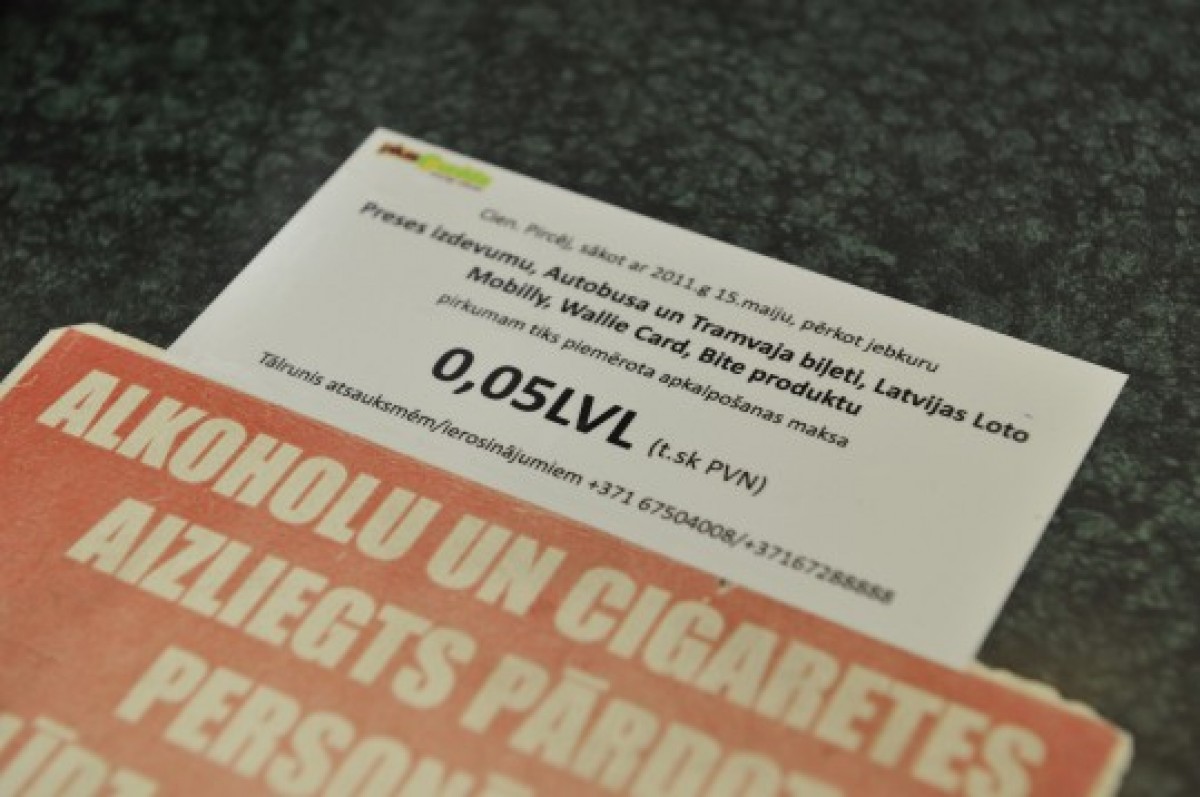 plus
Cien. Pircēj, sākot ar 2011.g 15.maiju, pērkot jebkuru
Preses izdevumu, Autobusa un Tramvaja biļeti, Latvijas Loto
Mobilly, Wallie Card, Bite produktu
pirkumam tiks piemērota apkalpošanas maksa
0,05LVL (t.sk PVN)
Tālrunis atsauksmēm/ierosinājumiem +371 67504008/+37167288888
ALKOHOLU UN CIGARETES
AIZLIEGTS PĀRDOT
PERSON